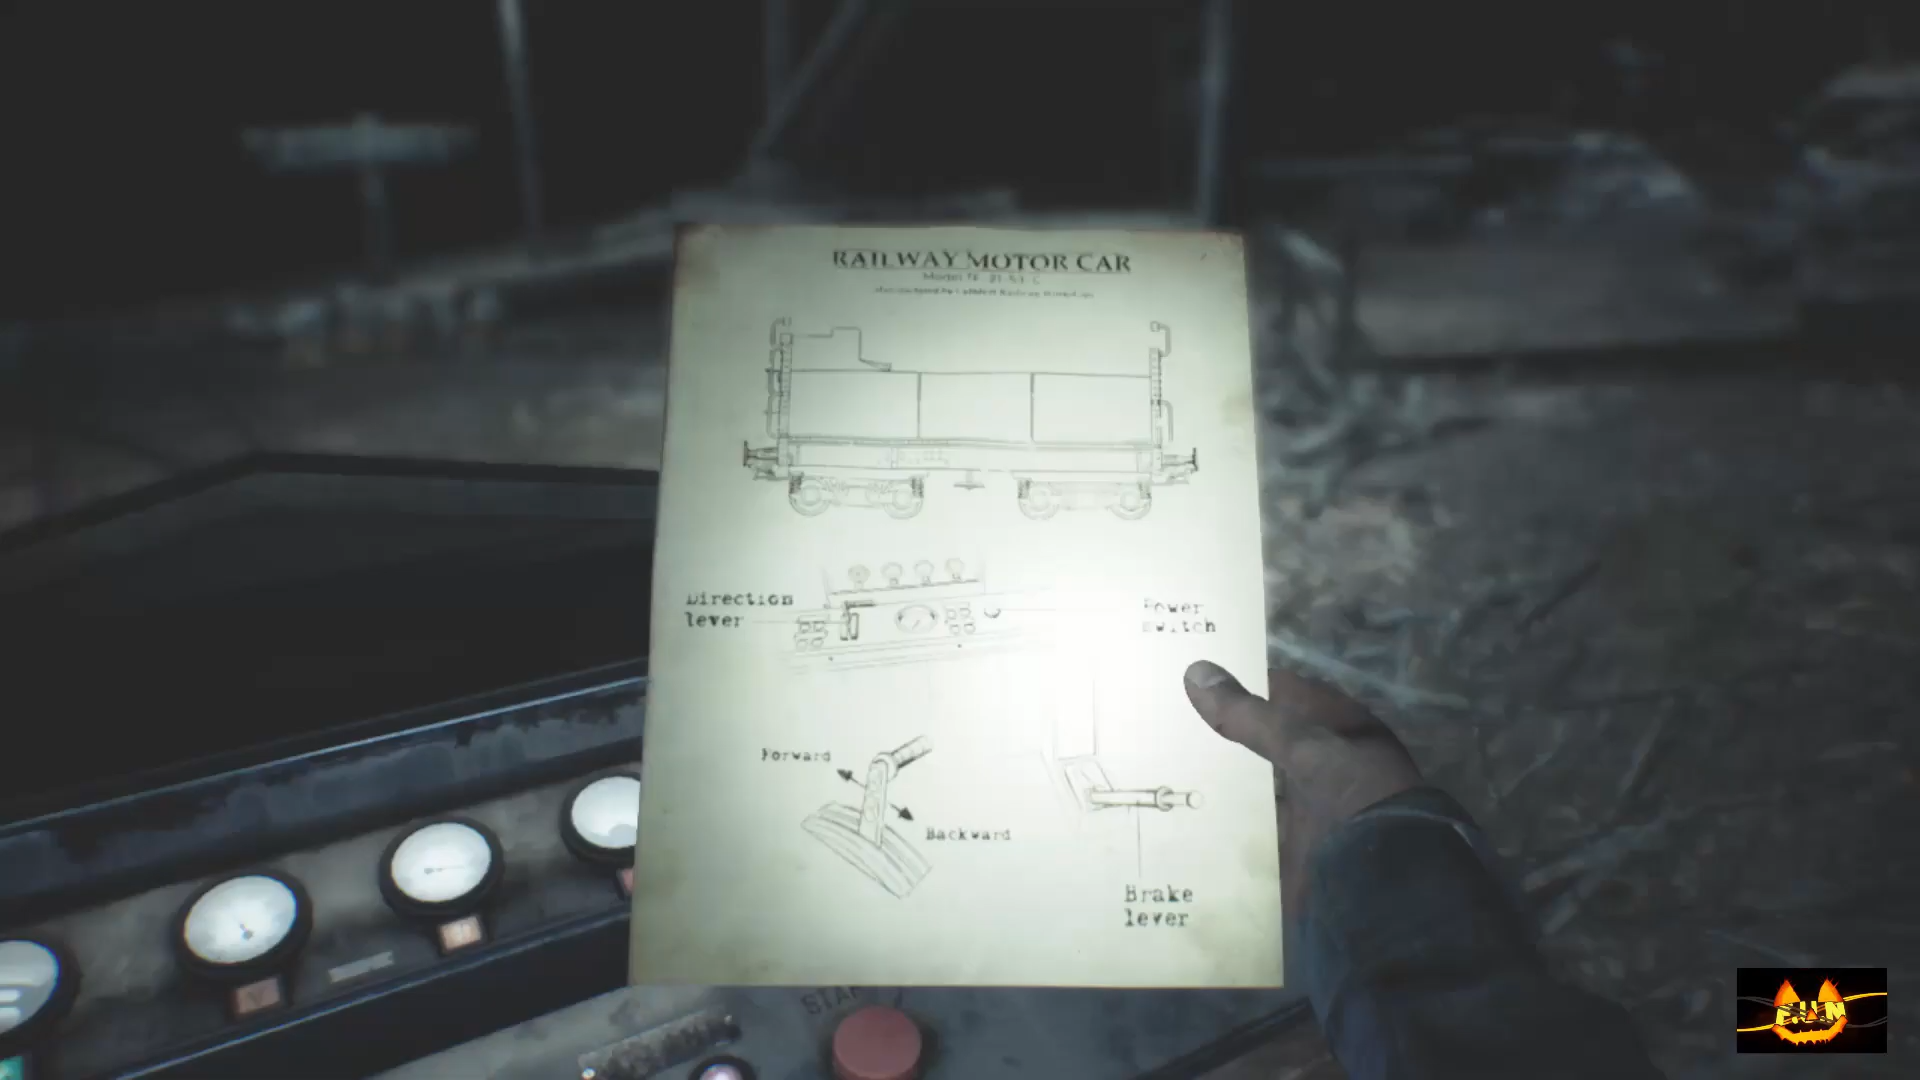 RAILWAY MOTOR CAR
Direction
lever
Power
switch
Forward
Backward
Brake
lever